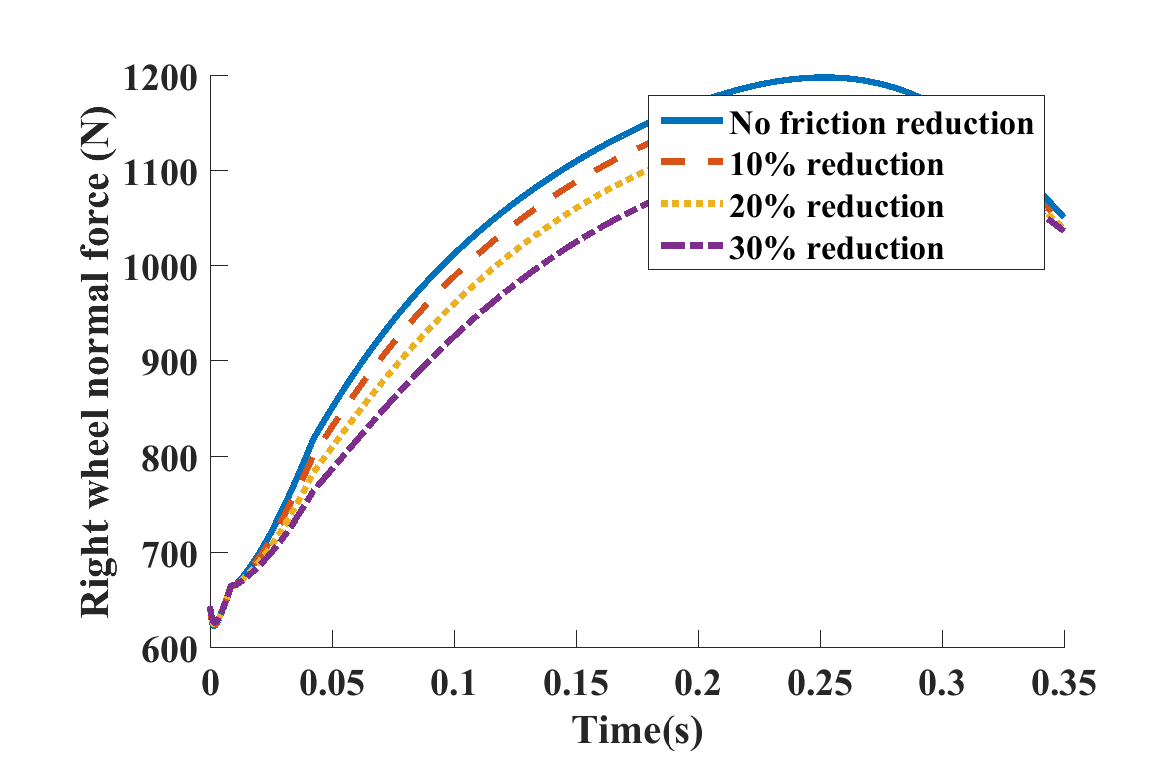 Right wheel normal force (N)
1200
1100
1000
900
800
700
600
No friction reduction
10% reduction
20% reduction
30% reduction
0 0.05 0.1 0.15 0.2 0.25 0.3 0.35
Time(s)